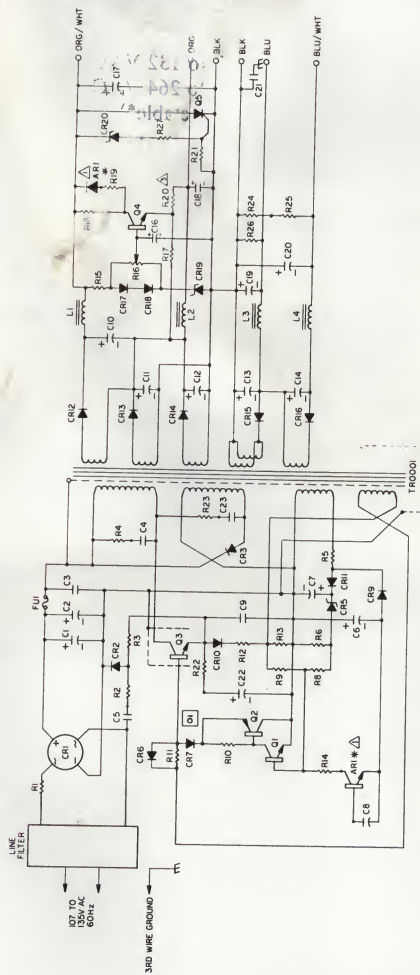 LINE
FILTER
107 TO
135V AC
60Hz
3RD WIRE GROUND
R1
CR1
FU1
C1
C2
C3
CR2
C5
R2
R3
R4
C4
R23
C23
CR3
Q3
CR6
R11
CR7
Q1
R10
Q2
Q1
C22
R22
CR10
R12
C9
R13
R9
R6
R8
R14
AR1*
C8
C6
C7
CR5
CR11
CR9
R5
TR0001
CR12
CR13
CR14
CR15
CR16
C10
C11
C12
C13
C14
L1
L2
L3
L4
R15
CR17
CR18
R16
R18
AR1
*
R19
Q4
C16
R17
R20
CR19
C18
CR20
R27
Q5
R21
C17
C19
C20
R26
R24
R25
C21
ORG/WHT
ORG
BLK
BLK
BLU
BLU/WHT